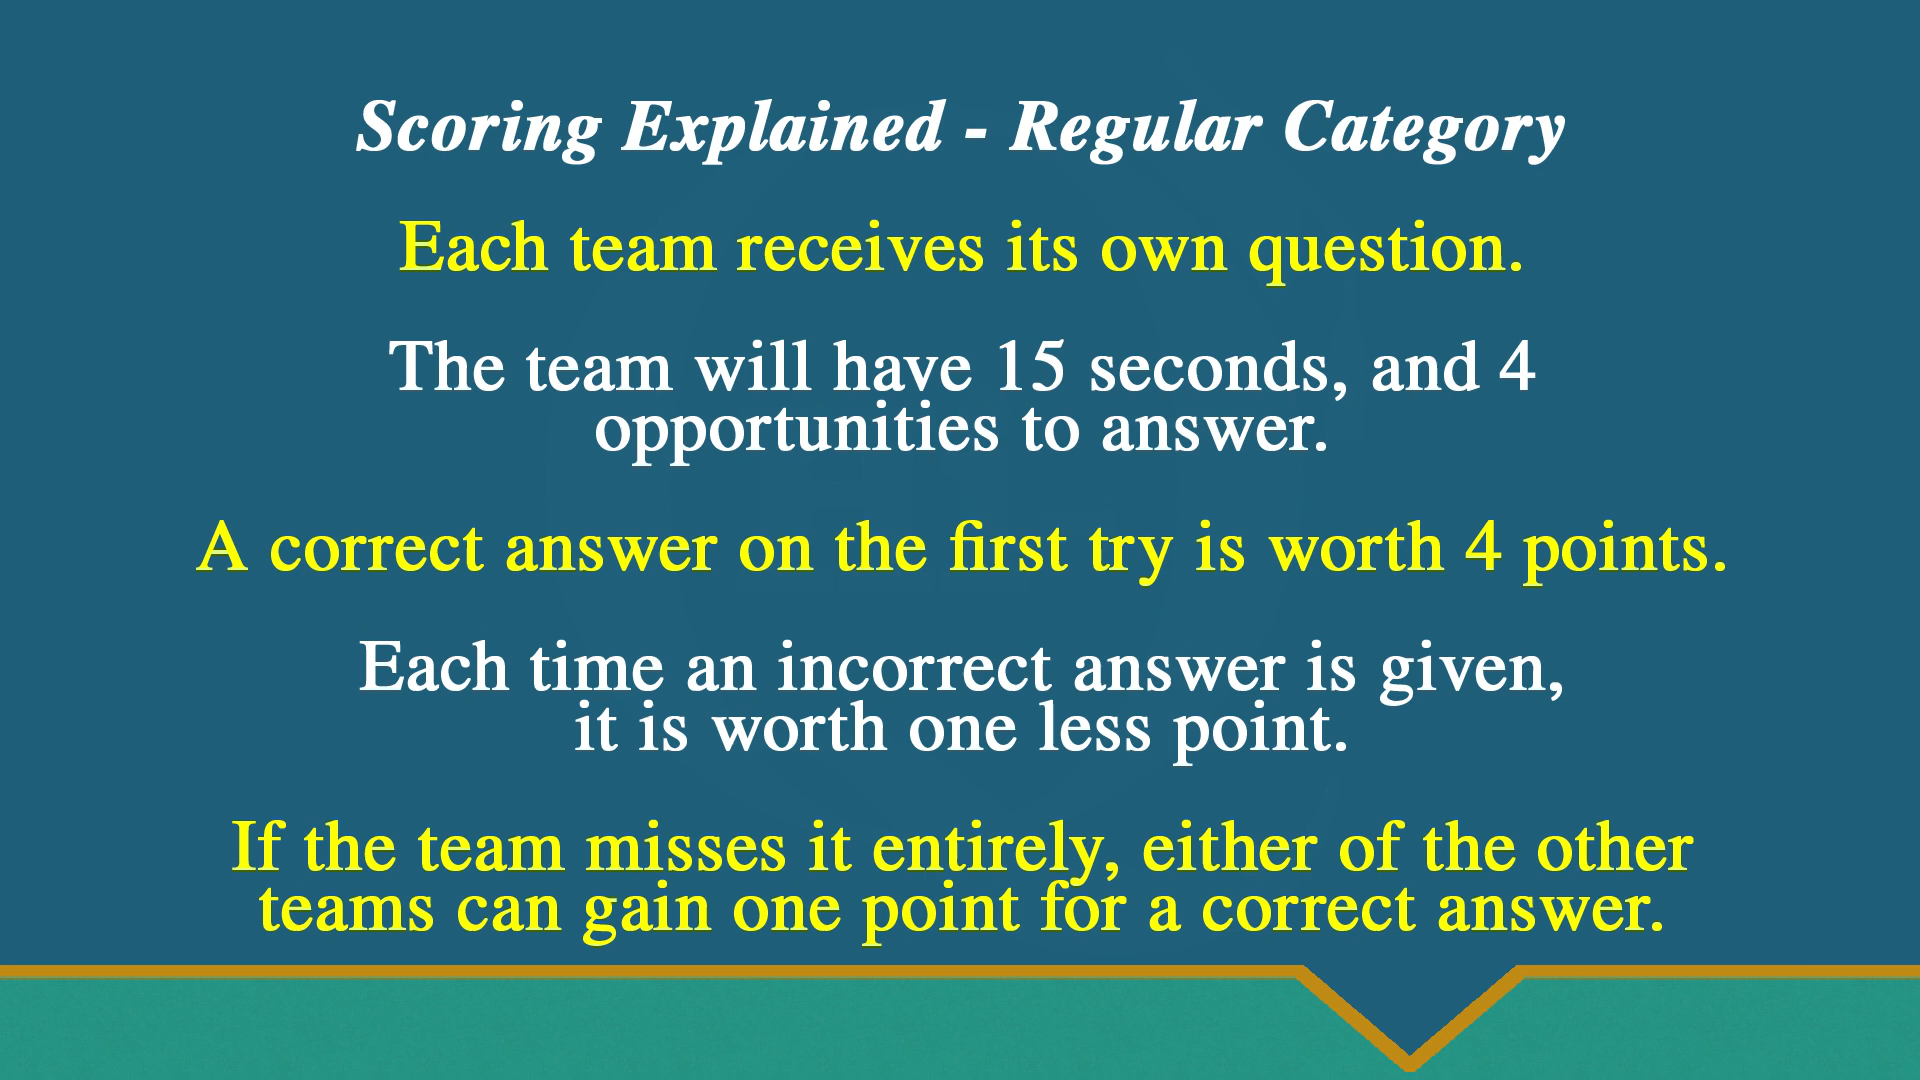 Scoring Explained - Regular Category
Each team receives its own question.
The team will have 15 seconds, and 4
opportunities to answer.
A correct answer on the first try is worth 4 points.
Each time an incorrect answer is given,
it is worth one less point.
If the team misses it entirely, either of the other
teams can gain one point for a correct answer.